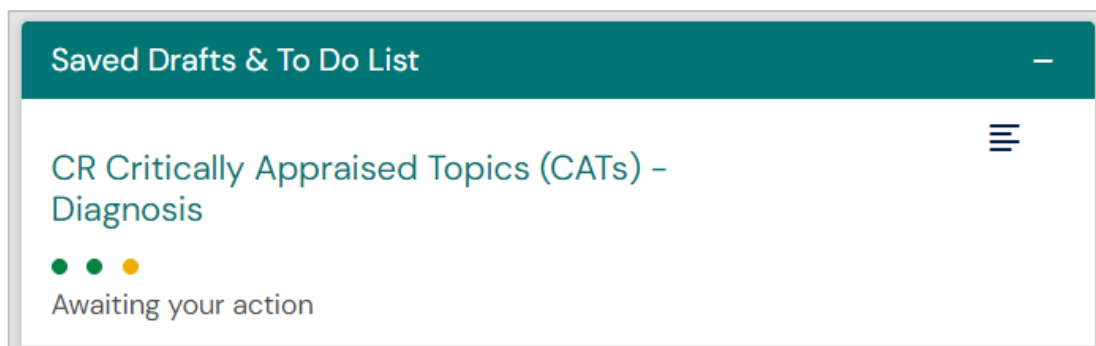 Saved Drafts & To Do List
CR Critically Appraised Topics (CATs) –
Diagnosis
Awaiting your action